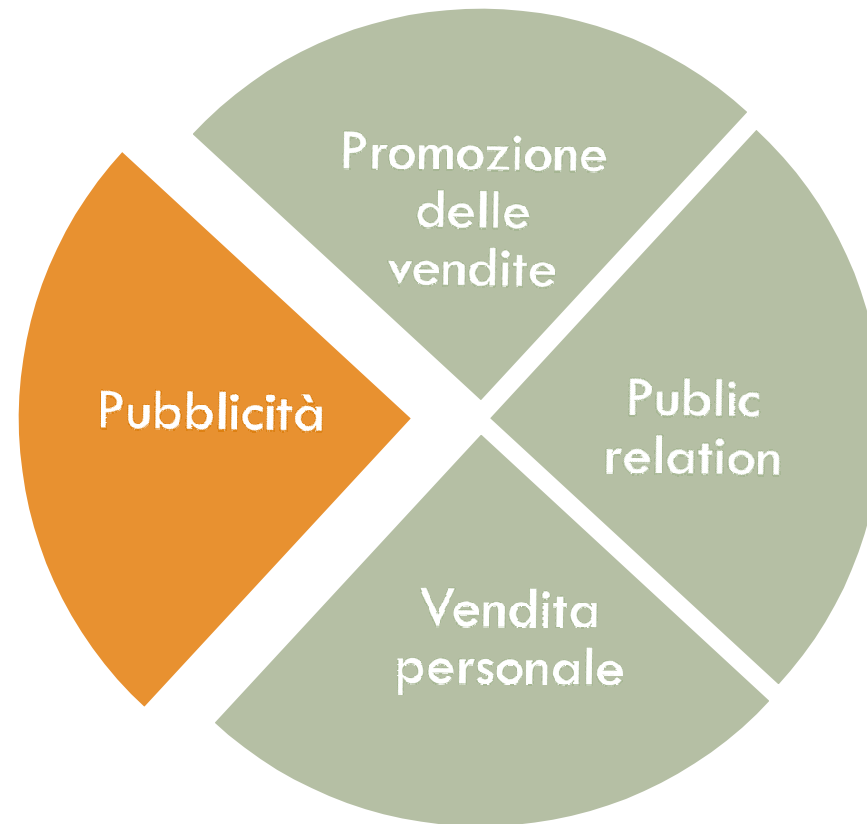 Promozione
delle
vendite
Pubblicità
Public
relation
Vendita
personale